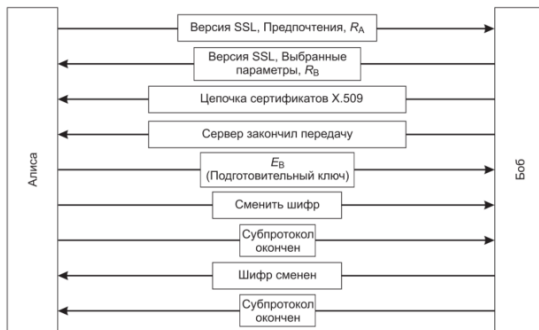 Алиса
Версия SSL, Предпочтения, RA
Версия SSL, Выбранные
параметры, RB
Цепочка сертификатов X.509
Сервер закончил передачу
EB
(Подготовительный ключ)
Сменить шифр
Субпротокол
окончен
Шифр сменен
Субпротокол
окончен
Боб